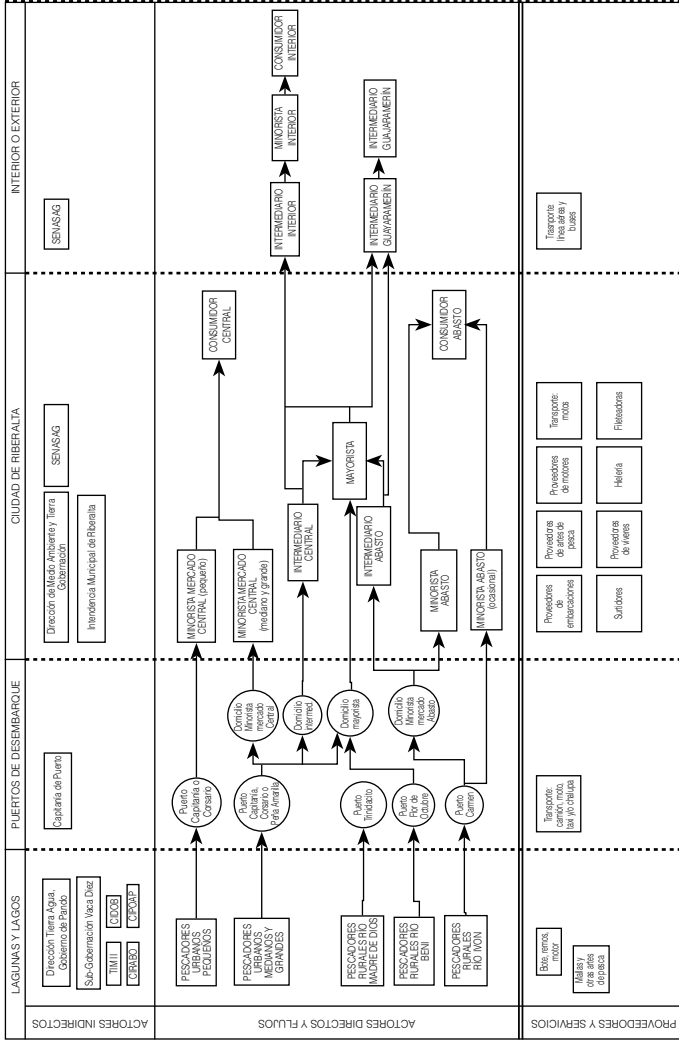 LAGUNAS Y LAGOS
PUERTOS DE DESEMBARQUE
CIUDAD DE RIBERALTA
INTERIOR O EXTERIOR
ACTORES INDIRECTOS
Dirección Tierra Agua,
Gobierno de Pando
Sub-Gobernación Vaca Diez
TIM II
CIDOB
CIRABO
CIPOAP
Capitanía de Puerto
Dirección de Medio Ambiente y Tierra
Gobernación
SENASAG
Intendencia Municipal de Riberalta
SENASAG
ACTORES DIRECTOS Y FLUJOS
PESCADORES
URBANOS
PEQUEÑOS
PESCADORES
URBANOS
MEDIANOS Y
GRANDES
PESCADORES
RURALES RÍO
MADRE DE DIOS
PESCADORES
RURALES RÍO
BENI
PESCADORES
RURALES
RÍO IVON
Puerto
Capitanía o
Corsario
Puerto
Capitanía,
Corsario o
Peña Amarilla
Puerto
Trinidacito
Puerto
Flor de
Octubre
Puerto
Carmen
Domicilio
Minorista
mercado
Central
Domicilio
intermed.
Domicilio
mayorista
Domicilio
Minorista
mercado
Abasto
MINORISTA MERCADO
CENTRAL (pequeño)
MINORISTA MERCADO
CENTRAL
(mediano y grande)
INTERMEDIARIO
CENTRAL
MAYORISTA
INTERMEDIARIO
ABASTO
MINORISTA
ABASTO
MINORISTA ABASTO
(ocasional)
CONSUMIDOR
CENTRAL
CONSUMIDOR
ABASTO
INTERMEDIARIO
INTERIOR
MINORISTA
INTERIOR
CONSUMIDOR
INTERIOR
INTERMEDIARIO
GUAYARAMERÍN
INTERMEDIARIO
GUAJARAMERÍN
PROVEEDORES Y SERVICIOS
Bote, remos,
motor
Mallas y
otras artes
de pesca
Transporte:
camión, moto,
taxi y/o chalupa
Proveedores
de
embarcaciones
Proveedores
de artes de
pesca
Proveedores
de motores
Transporte:
motos
Surtidores
Proveedores
de víveres
Hielería
Fileteadoras
Trasnporte:
línea aérea y
buses